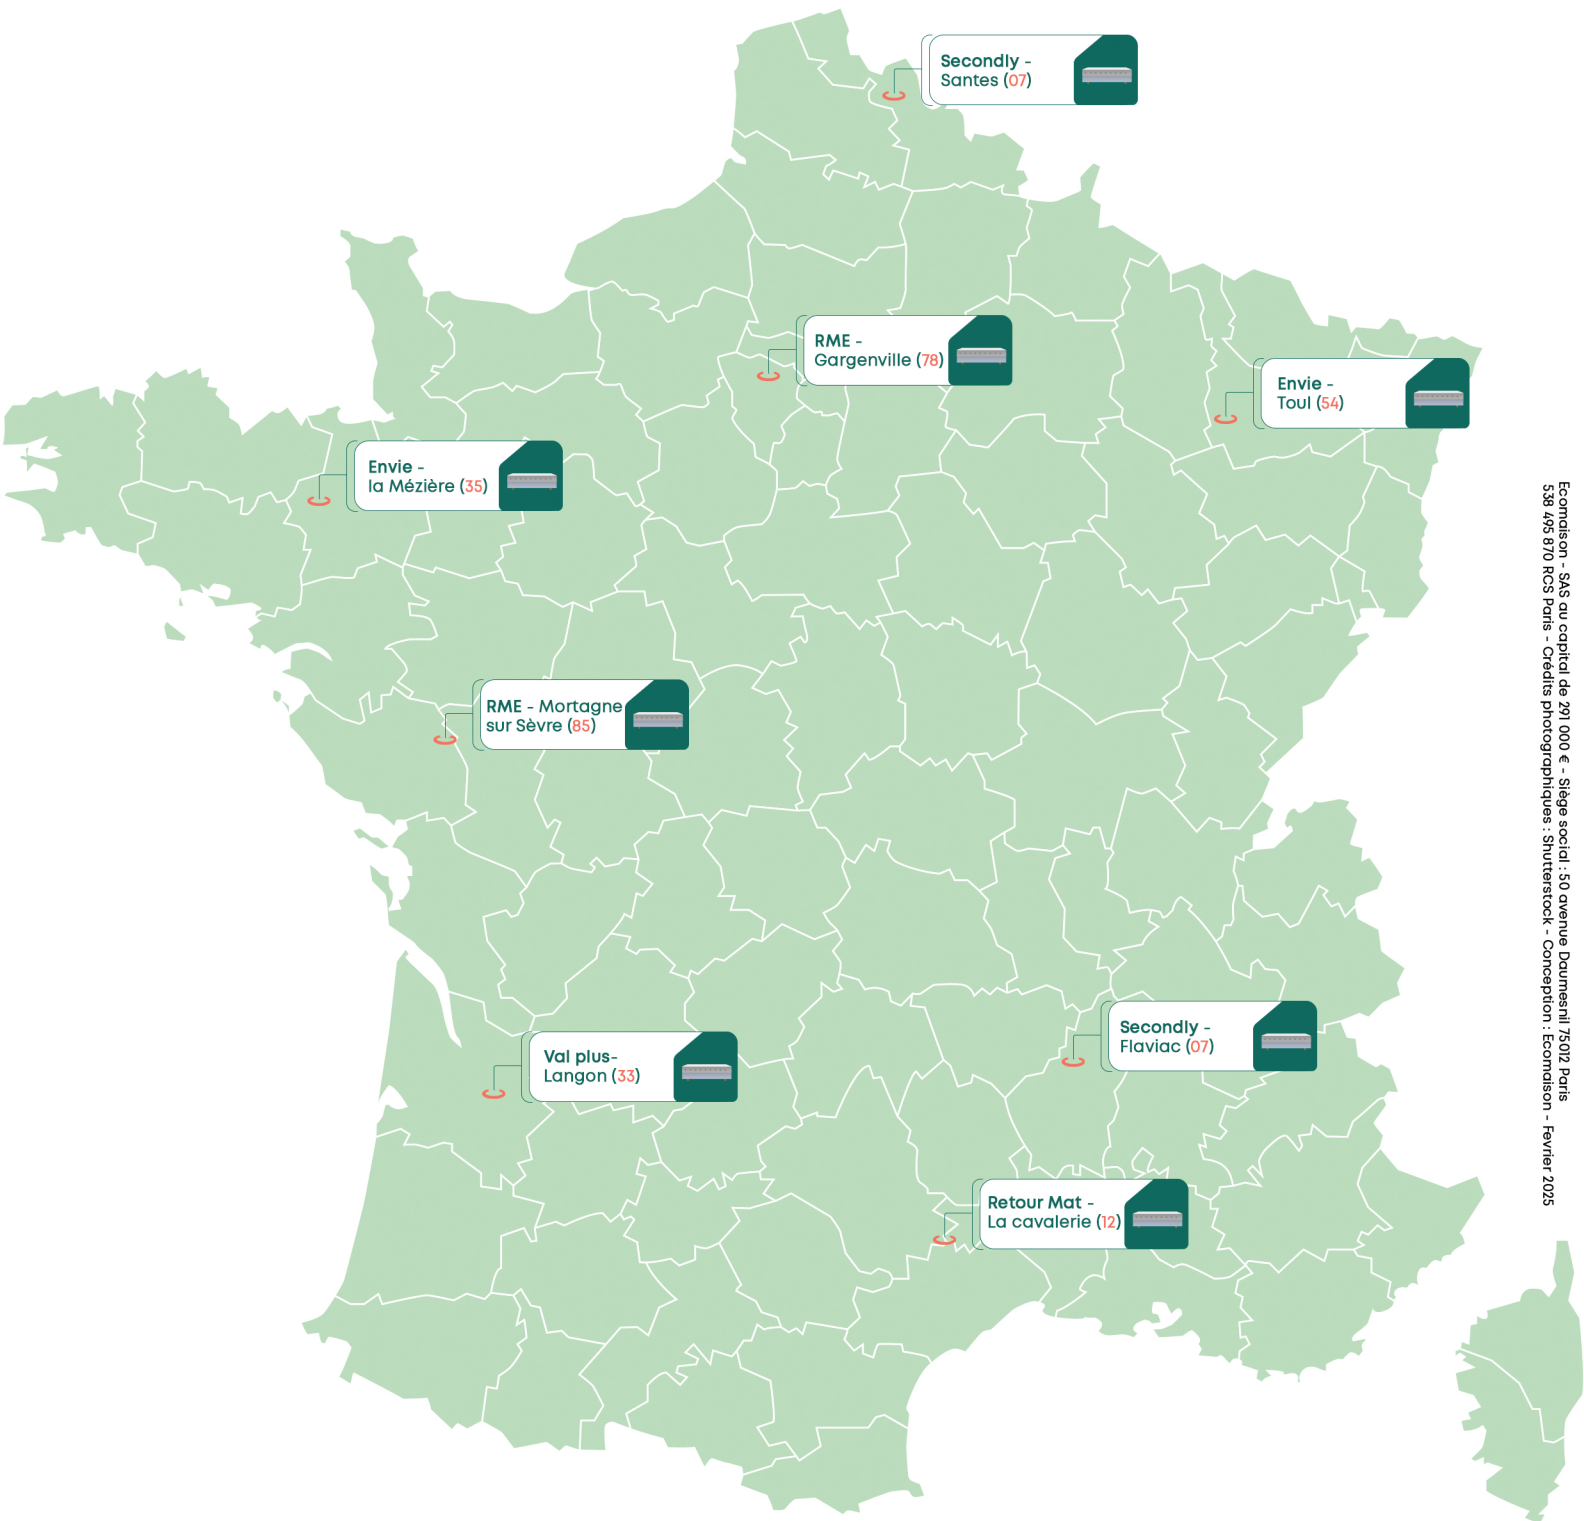 Secondly -
Santes (07)
RME -
Gargenville (78)
Envie -
Toul (54)
Envie -
la Mézière (35)
RME - Mortagne
sur Sèvre (85)
Secondly -
Flaviac (07)
Val plus-
Langon (33)
Retour Mat -
La cavalerie (12)
Ecomaison - SAS au capital de 291 000 € - Siège social : 50 avenue Daumesnil 75012 Paris
538 495 870 RCS Paris - Crédits photographiques : Shutterstock - Conception : Ecomaison - Fevrier 2025